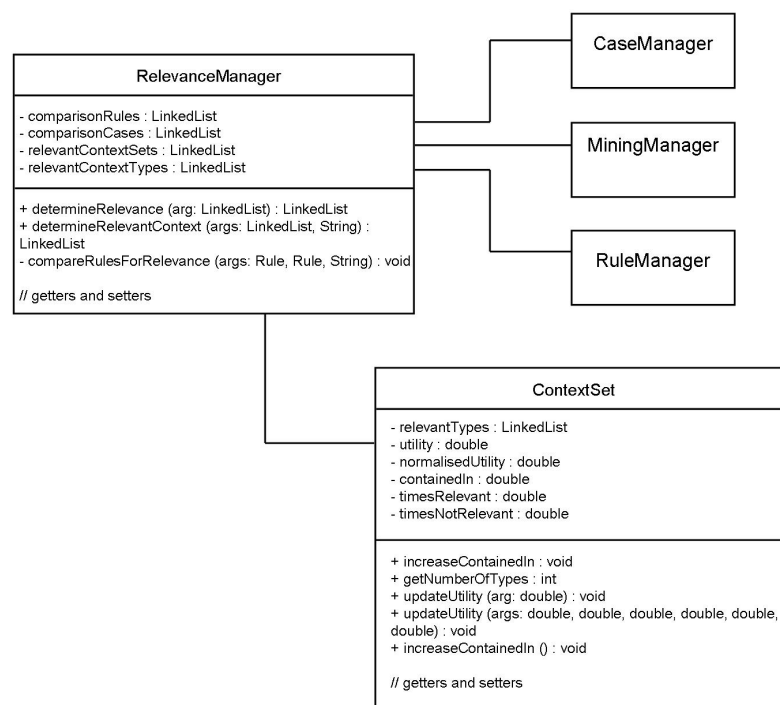 RelevanceManager
- comparisonRules : LinkedList
- comparisonCases : LinkedList
- relevantContextSets : LinkedList
- relevantContextTypes : LinkedList
+ determineRelevance (arg: LinkedList) : LinkedList
+ determineRelevantContext (args: LinkedList, String) :
LinkedList
- compareRulesForRelevance (args: Rule, Rule, String) : void
// getters and setters
CaseManager
MiningManager
RuleManager
ContextSet
- relevantTypes : LinkedList
- utility : double
- normalisedUtility : double
- containedIn : double
- timesRelevant : double
- timesNotRelevant : double
+ increaseContainedIn : void
+ getNumberOfTypes : int
+ updateUtility (arg: double) : void
+ updateUtility (args: double, double, double, double, double,
double) : void
+ increaseContainedIn () : void
// getters and setters